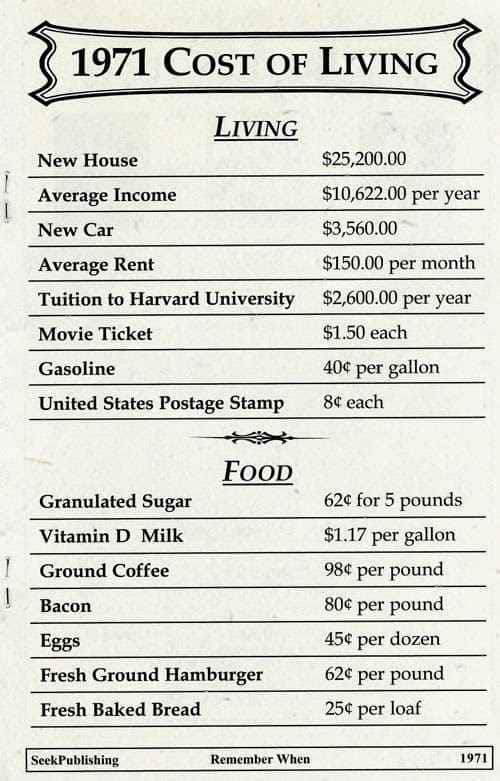 1971 COST OF LIVING
LIVING
New House $25,200.00
Average Income $10,622.00 per year
New Car $3,560.00
Average Rent $150.00 per month
Tuition to Harvard University $2,600.00 per year
Movie Ticket $1.50 each
Gasoline 40¢ per gallon
United States Postage Stamp 8¢ each
FOOD
Granulated Sugar 62¢ for 5 pounds
Vitamin D Milk $1.17 per gallon
Ground Coffee 98¢ per pound
Bacon 80¢ per pound
Eggs 45¢ per dozen
Fresh Ground Hamburger 62¢ per pound
Fresh Baked Bread 25¢ per loaf
SeekPublishing Remember When 1971